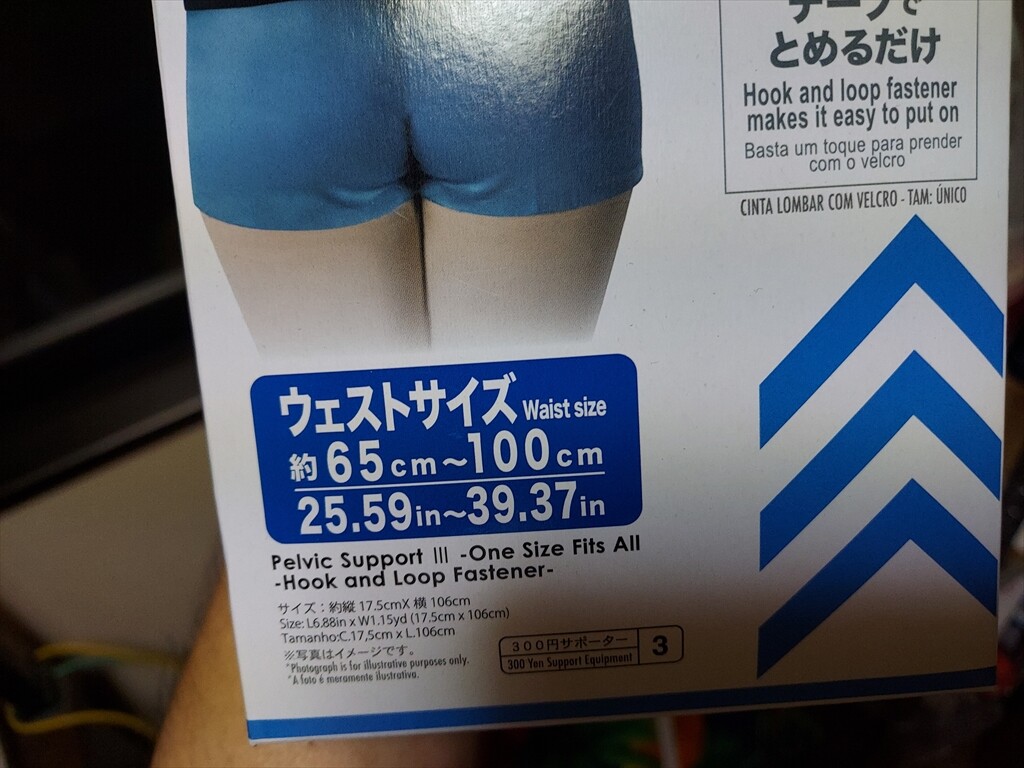 テープで
とめるだけ
Hook and loop fastener
makes it easy to put on
Basta um toque para prender
com o velcro
CINTA LOMBAR COM VELCRO - TAM: ÚNICO
ウェストサイズ Waist size
約65cm~100cm
25.59in~39.37in
Pelvic Support Ⅲ -One Size Fits All
-Hook and Loop Fastener-
サイズ:約縦 17.5cmX 横 106cm
Size: L6.88in x W1.15yd (17.5cm x 106cm)
Tamanho:C.17,5cm x L.106cm
※写真はイメージです。
*Photograph is for illustrative purposes only.
*A foto é meramente ilustrativa.
300円サポーター
300 Yen Support Equipment
3